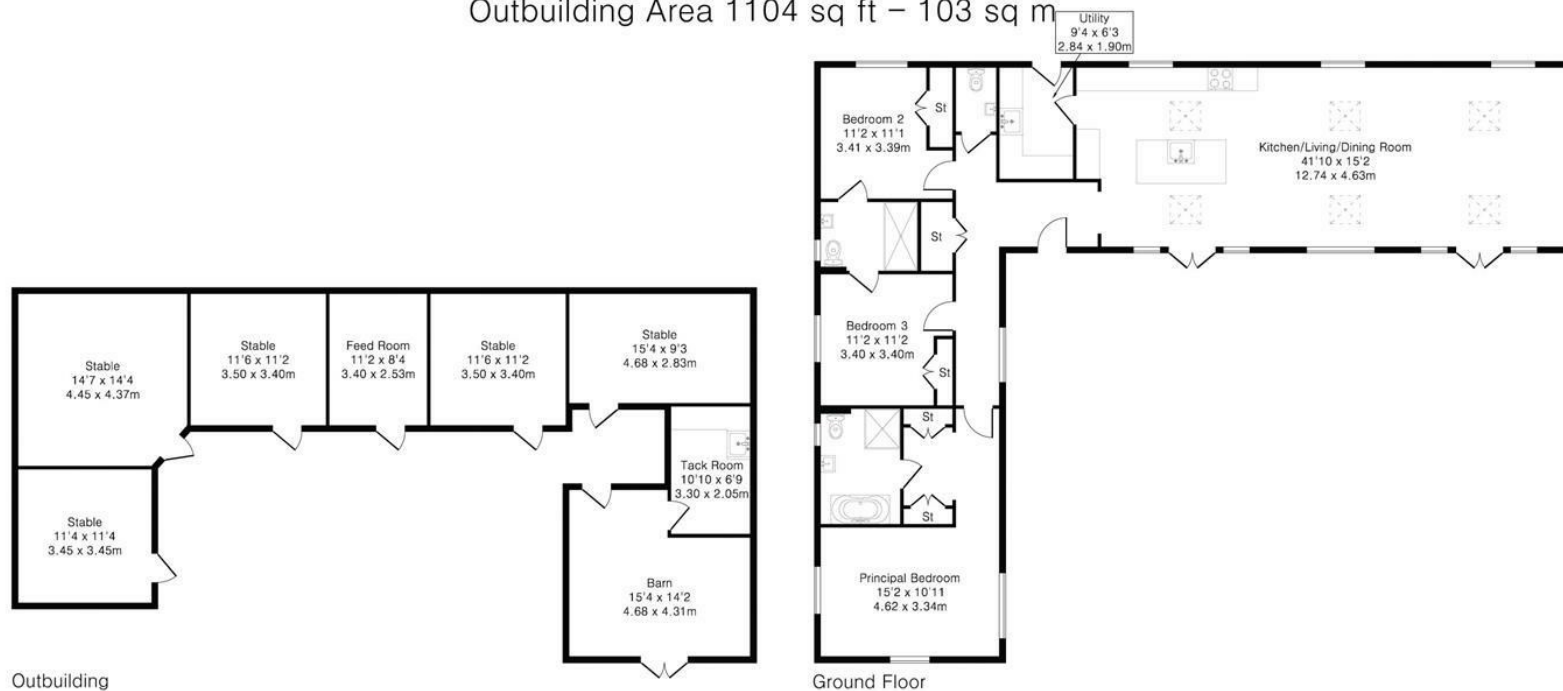 Outbuilding Area 1104 sq ft – 103 sq m
Utility
9'4 x 6'3
2.84 x 1.90m
Bedroom 2
11'2 x 11'1
3.41 x 3.39m
St
Kitchen/Living/Dining Room
41'10 x 15'2
12.74 x 4.63m
St
Bedroom 3
11'2 x 11'2
3.40 x 3.40m
St
St
St
Principal Bedroom
15'2 x 10'11
4.62 x 3.34m
Ground Floor
Stable
14'7 x 14'4
4.45 x 4.37m
Stable
11'6 x 11'2
3.50 x 3.40m
Feed Room
11'2 x 8'4
3.40 x 2.53m
Stable
11'6 x 11'2
3.50 x 3.40m
Stable
15'4 x 9'3
4.68 x 2.83m
Tack Room
10'10 x 6'9
3.30 x 2.05m
Stable
11'4 x 11'4
3.45 x 3.45m
Barn
15'4 x 14'2
4.68 x 4.31m
Outbuilding